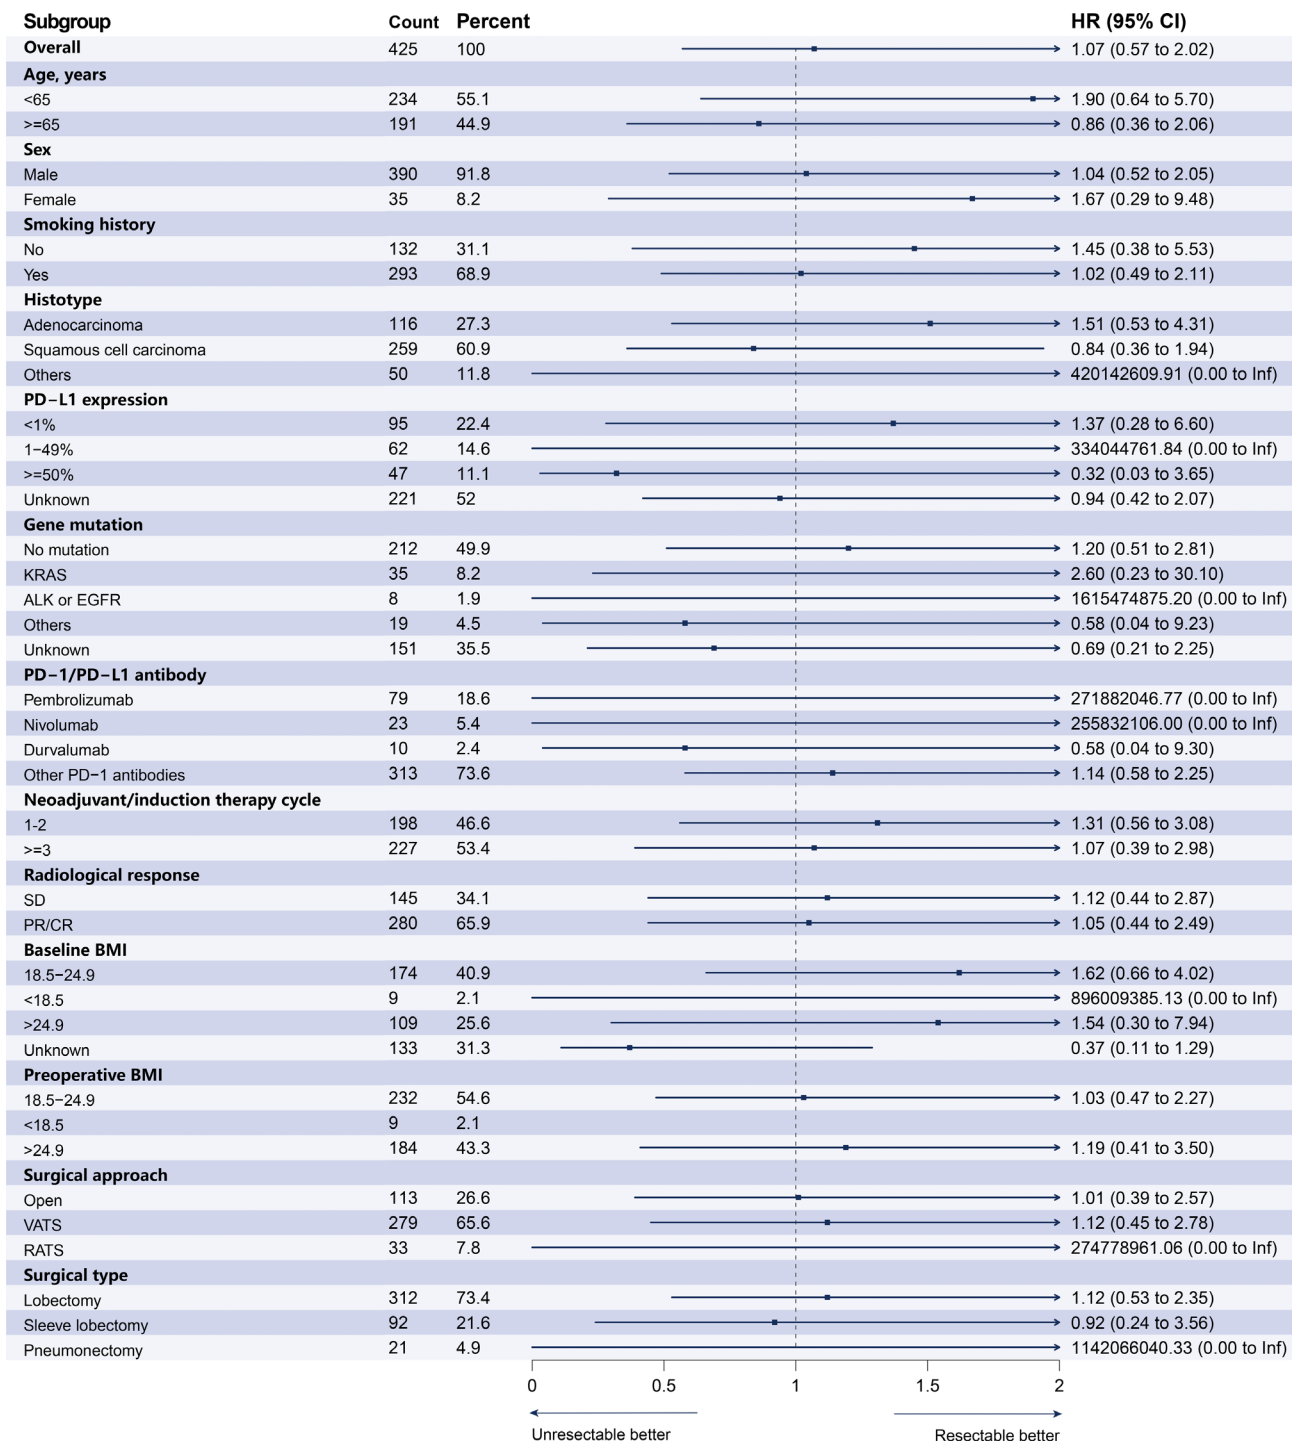 Subgroup Count Percent HR (95% CI)
Overall 425 100 1.07 (0.57 to 2.02)
Age, years
<65 234 55.1 1.90 (0.64 to 5.70)
>=65 191 44.9 0.86 (0.36 to 2.06)
Sex
Male 390 91.8 1.04 (0.52 to 2.05)
Female 35 8.2 1.67 (0.29 to 9.48)
Smoking history
No 132 31.1 1.45 (0.38 to 5.53)
Yes 293 68.9 1.02 (0.49 to 2.11)
Histotype
Adenocarcinoma 116 27.3 1.51 (0.53 to 4.31)
Squamous cell carcinoma 259 60.9 0.84 (0.36 to 1.94)
Others 50 11.8 420142609.91 (0.00 to Inf)
PD−L1 expression
<1% 95 22.4 1.37 (0.28 to 6.60)
1−49% 62 14.6 334044761.84 (0.00 to Inf)
>=50% 47 11.1 0.32 (0.03 to 3.65)
Unknown 221 52 0.94 (0.42 to 2.07)
Gene mutation
No mutation 212 49.9 1.20 (0.51 to 2.81)
KRAS 35 8.2 2.60 (0.23 to 30.10)
ALK or EGFR 8 1.9 1615474875.20 (0.00 to Inf)
Others 19 4.5 0.58 (0.04 to 9.23)
Unknown 151 35.5 0.69 (0.21 to 2.25)
PD−1/PD−L1 antibody
Pembrolizumab 79 18.6 271882046.77 (0.00 to Inf)
Nivolumab 23 5.4 255832106.00 (0.00 to Inf)
Durvalumab 10 2.4 0.58 (0.04 to 9.30)
Other PD−1 antibodies 313 73.6 1.14 (0.58 to 2.25)
Neoadjuvant/induction therapy cycle
1-2 198 46.6 1.31 (0.56 to 3.08)
>=3 227 53.4 1.07 (0.39 to 2.98)
Radiological response
SD 145 34.1 1.12 (0.44 to 2.87)
PR/CR 280 65.9 1.05 (0.44 to 2.49)
Baseline BMI
18.5−24.9 174 40.9 1.62 (0.66 to 4.02)
<18.5 9 2.1 896009385.13 (0.00 to Inf)
>24.9 109 25.6 1.54 (0.30 to 7.94)
Unknown 133 31.3 0.37 (0.11 to 1.29)
Preoperative BMI
18.5−24.9 232 54.6 1.03 (0.47 to 2.27)
<18.5 9 2.1
>24.9 184 43.3 1.19 (0.41 to 3.50)
Surgical approach
Open 113 26.6 1.01 (0.39 to 2.57)
VATS 279 65.6 1.12 (0.45 to 2.78)
RATS 33 7.8 274778961.06 (0.00 to Inf)
Surgical type
Lobectomy 312 73.4 1.12 (0.53 to 2.35)
Sleeve lobectomy 92 21.6 0.92 (0.24 to 3.56)
Pneumonectomy 21 4.9 1142066040.33 (0.00 to Inf)
0 0.5 1 1.5 2
Unresectable better Resectable better